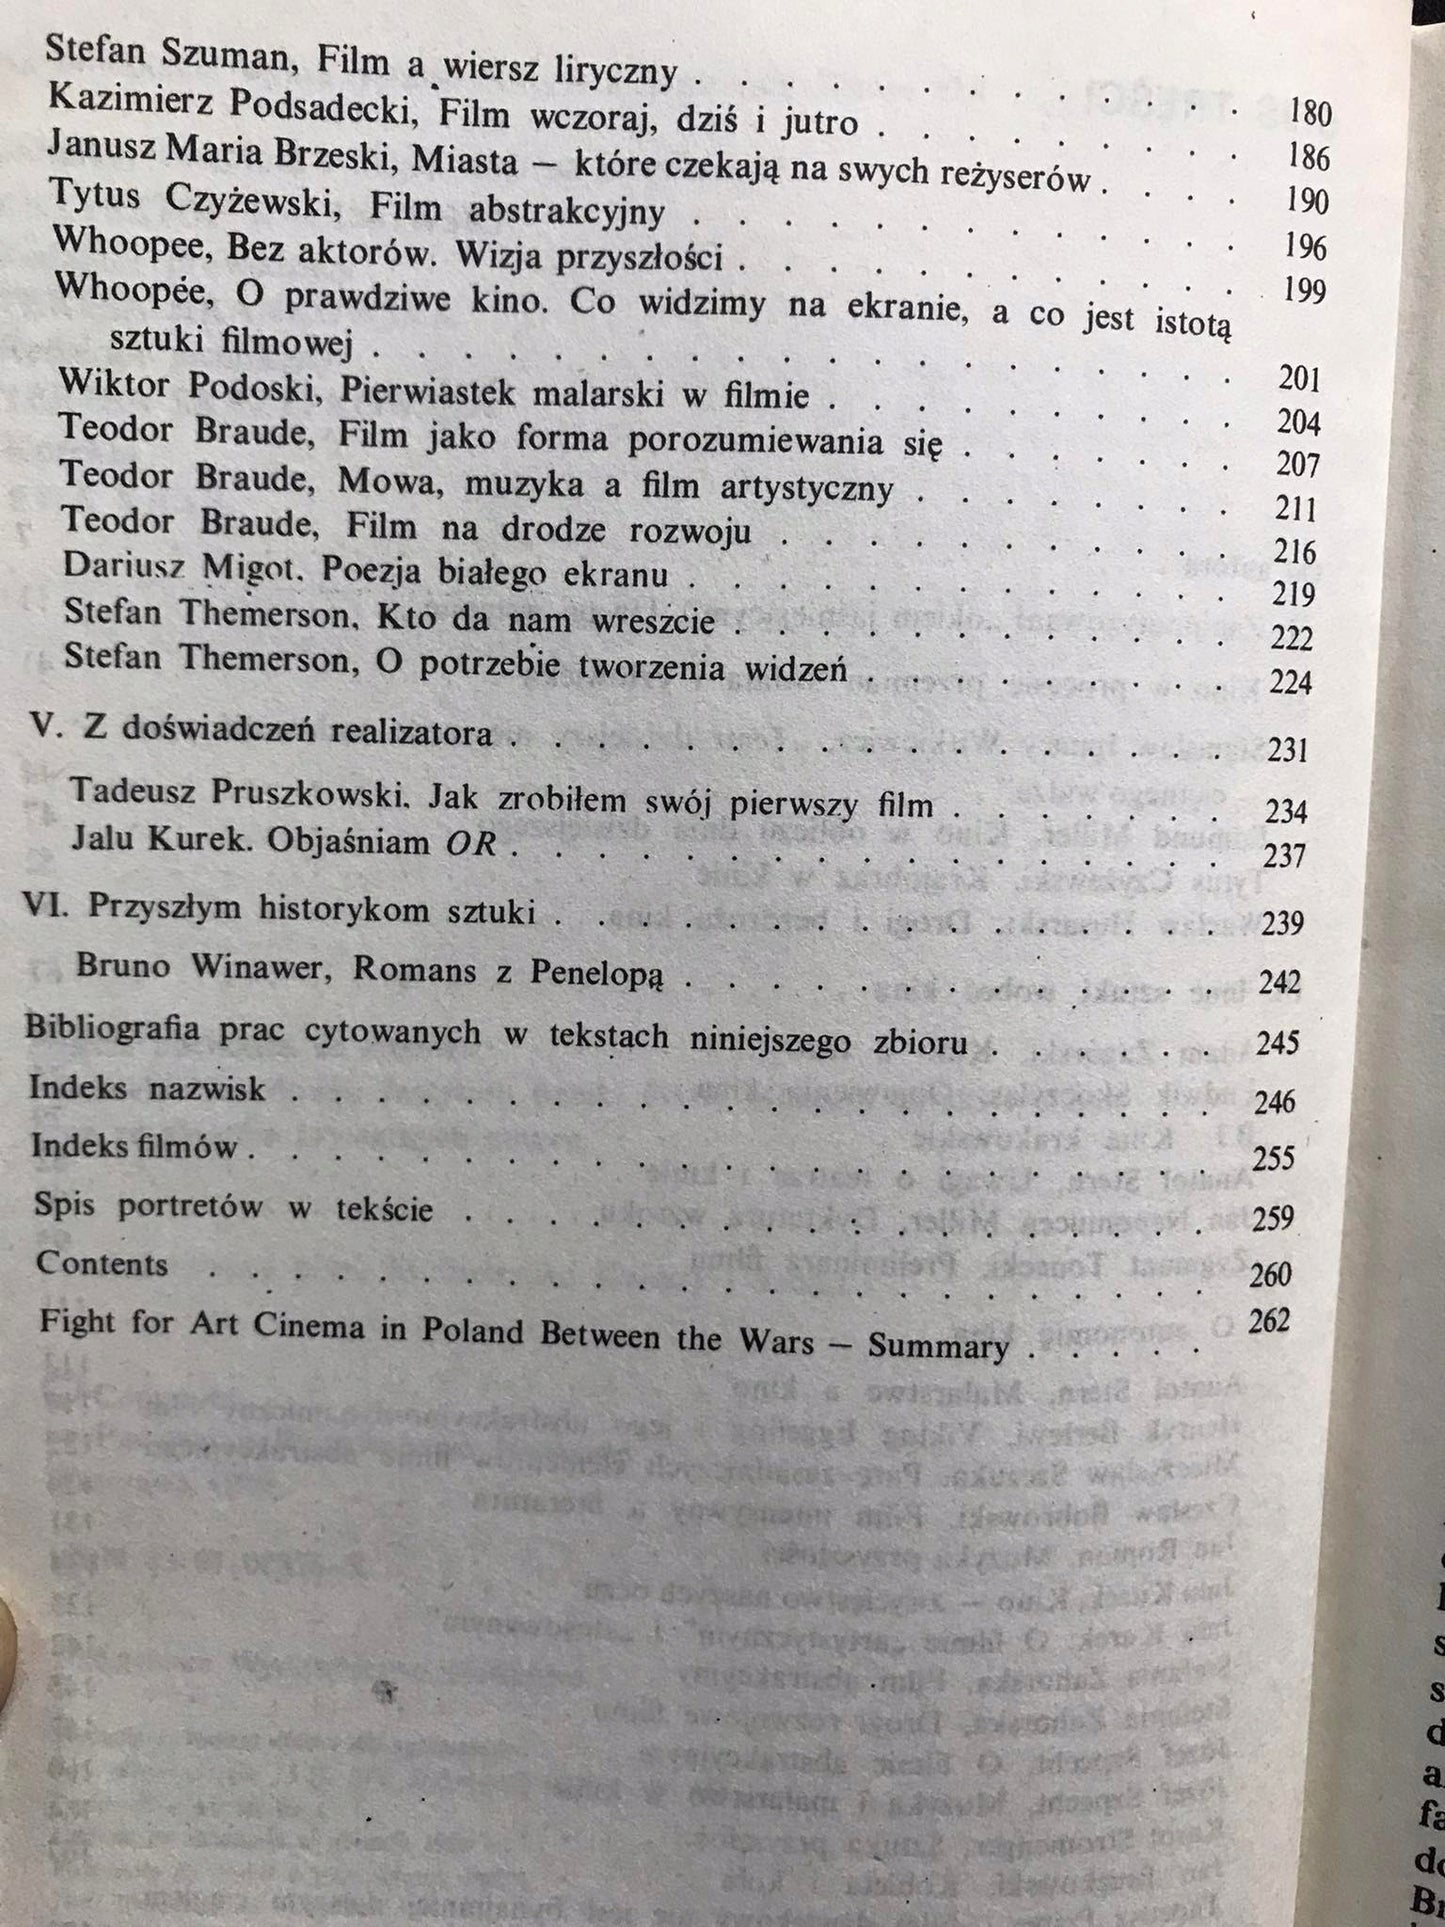 Stefan Szuman, Film a wiersz liryczny . . . . . . . . . . . . . 180
Kazimierz Podsadecki, Film wczoraj, dziś i jutro . . . . . . . . . 186
Janusz Maria Brzeski, Miasta — które czekają na swych reżyserów . . . . 190
Tytus Czyżewski, Film abstrakcyjny . . . . . . . . . . . . . 196
Whoopee, Bez aktorów. Wizja przyszłości . . . . . . . . . . . . 199
Whoopee, O prawdziwe kino. Co widzimy na ekranie, a co jest istotą
sztuki filmowej . . . . . . . . . . . . . . . . . . . 201
Wiktor Podoski, Pierwiastek malarski w filmie . . . . . . . . . . 204
Teodor Braude, Film jako forma porozumiewania się . . . . . . . 207
Teodor Braude, Mowa, muzyka a film artystyczny . . . . . . . . 211
Teodor Braude, Film na drodze rozwoju . . . . . . . . . . . 216
Dariusz Migot. Poezja białego ekranu . . . . . . . . . . . . . 219
Stefan Themerson, Kto da nam wreszcie . . . . . . . . . . . . 222
Stefan Themerson, O potrzebie tworzenia widzeń . . . . . . . . . 224
V. Z doświadczeń realizatora . . . . . . . . . . . . . . . . 231
Tadeusz Pruszkowski. Jak zrobiłem swój pierwszy film . . . . . . . 234
Jalu Kurek. Objaśniam OR . . . . . . . . . . . . . . . . 237
VI. Przyszłym historykom sztuki . . . . . . . . . . . . . . . 239
Bruno Winawer, Romans z Penelopą . . . . . . . . . . . . 242
Bibliografia prac cytowanych w tekstach niniejszego zbioru . . . . . . 245
Indeks nazwisk . . . . . . . . . . . . . . . . . . . . . 246
Indeks filmów . . . . . . . . . . . . . . . . . . . . . . 255
Spis portretów w tekście . . . . . . . . . . . . . . . . . 259
Contents . . . . . . . . . . . . . . . . . . . . . . . 260
Fight for Art Cinema in Poland Between the Wars — Summary . . . . . 262